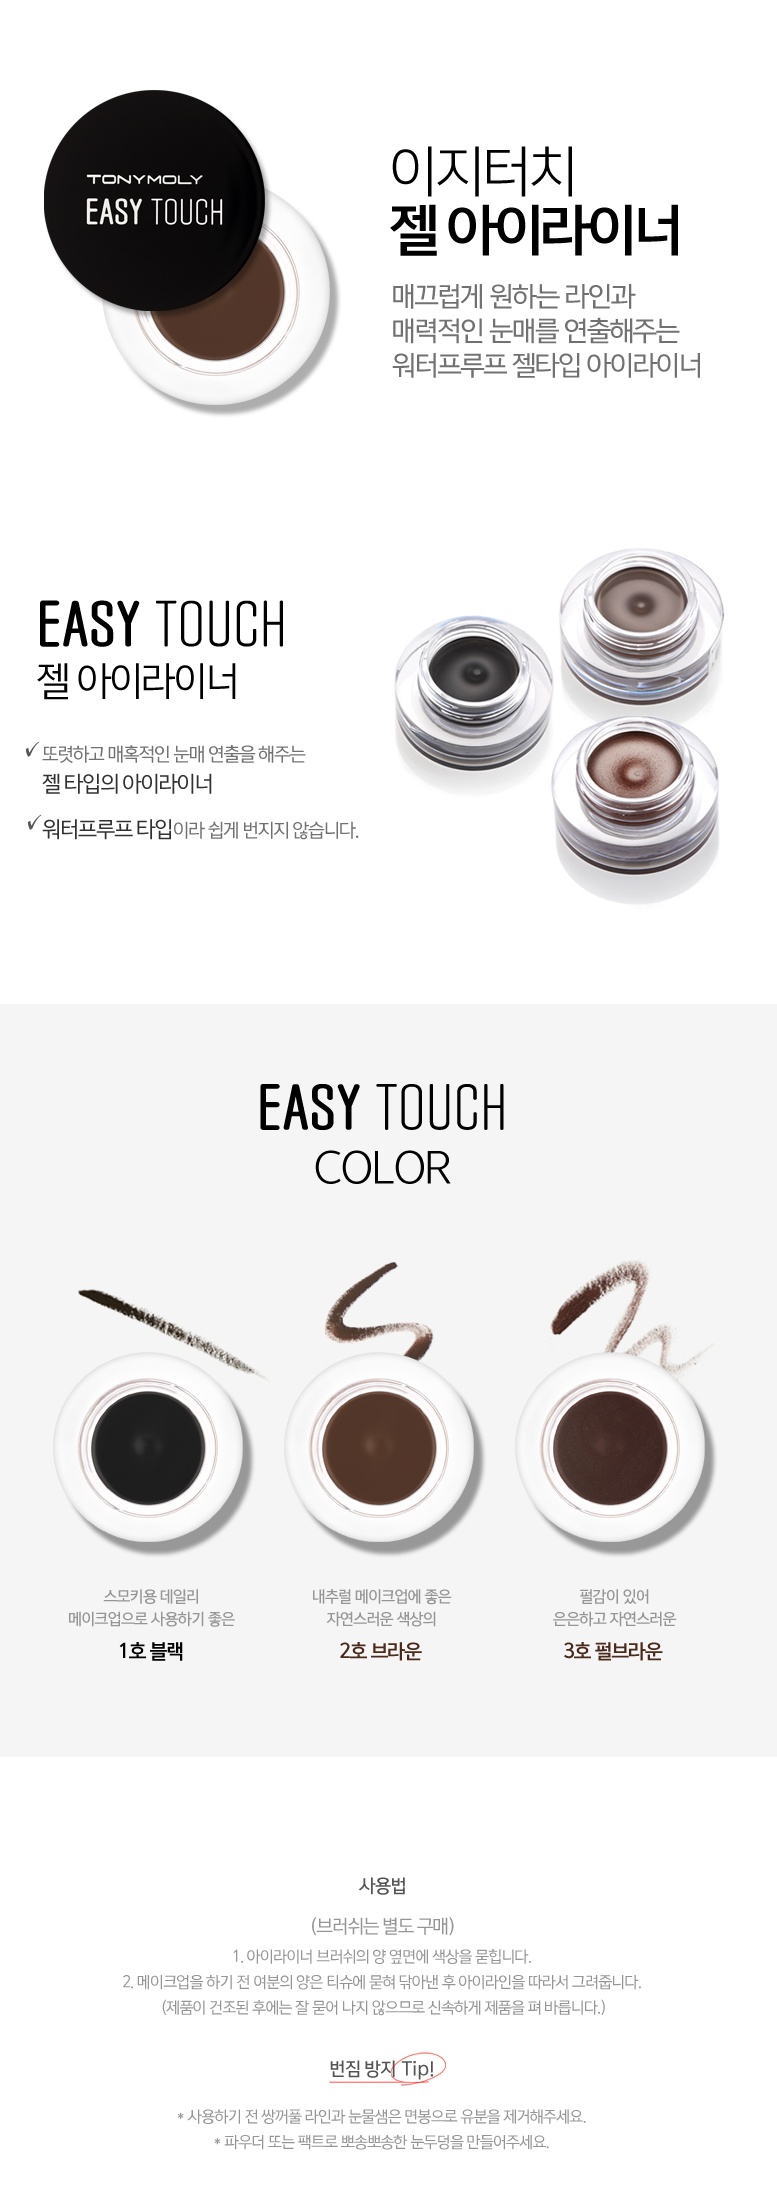 TONYMOLY
EASY TOUCH
이지터치
젤 아이라이너
매끄럽게 원하는 라인과
매력적인 눈매를 연출해주는
워터프루프 젤타입 아이라이너
EASY TOUCH
젤 아이라이너
✓또렷하고 매혹적인 눈매 연출을 해주는
젤 타입의 아이라이너
✓워터프루프 타입이라 쉽게 번지지 않습니다.
EASY TOUCH
COLOR
스모키용 데일리
메이크업으로 사용하기 좋은
1호 블랙
내추럴 메이크업에 좋은
자연스러운 색상의
2호 브라운
펄감이 있어
은은하고 자연스러운
3호 펄브라운
사용법
(브러쉬는 별도 구매)
1. 아이라이너 브러쉬의 양 옆면에 색상을 묻힙니다.
2. 메이크업을 하기 전 여분의 양은 티슈에 묻혀 닦아낸 후 아이라인을 따라서 그려줍니다.
(제품이 건조된 후에는 잘 묻어 나지 않으므로 신속하게 제품을 펴 바릅니다.)
번짐 방지 Tip!
* 사용하기 전 쌍꺼풀 라인과 눈물샘은 면봉으로 유분을 제거해주세요.
* 파우더 또는 팩트로 뽀송뽀송한 눈두덩을 만들어주세요.